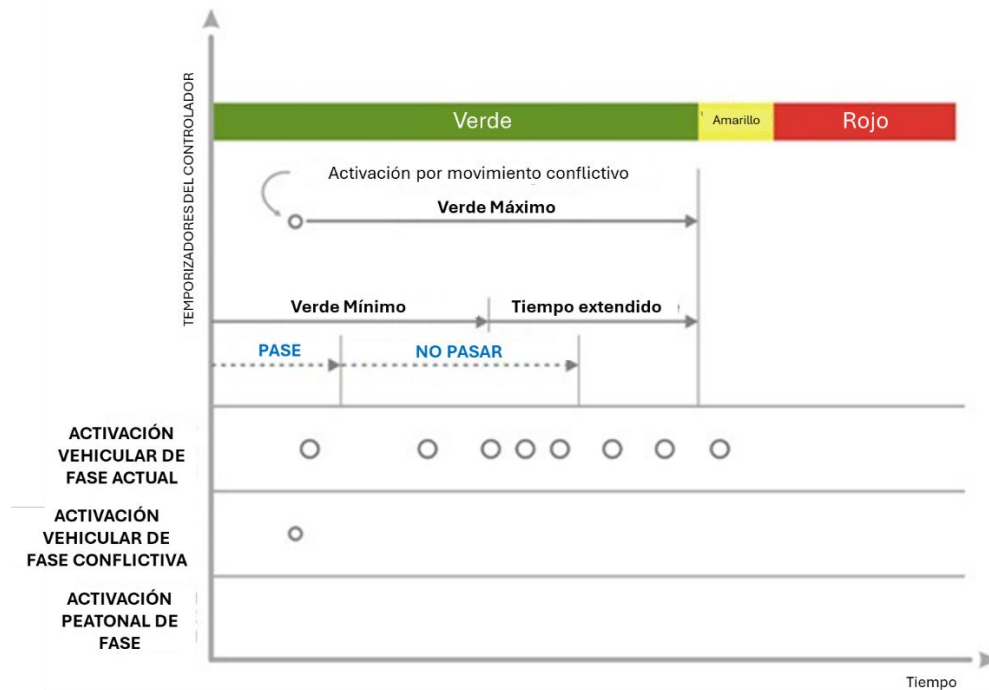 TEMPORIZADORES DEL CONTROLADOR
Verde
Amarillo
Rojo
Activación por movimiento conflictivo
Verde Máximo
Verde Mínimo
Tiempo extendido
PASE
NO PASAR
ACTIVACIÓN
VEHICULAR DE
FASE ACTUAL
ACTIVACIÓN
VEHICULAR DE
FASE CONFLICTIVA
ACTIVACIÓN
PEATONAL DE
FASE
Tiempo